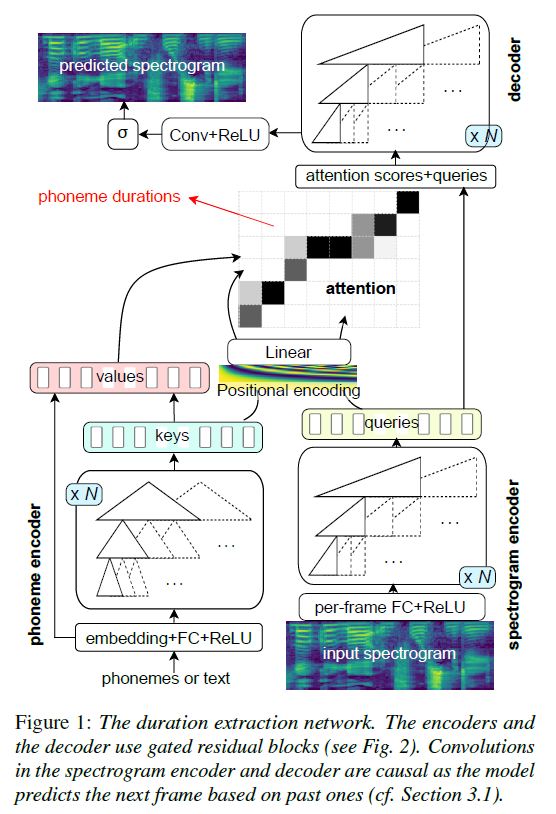 predicted spectrogram
σ
Conv+ReLU
decoder
...
...
x N
attention scores+queries
phoneme durations
attention
Linear
Positional encoding
values
keys
queries
x N
...
...
phoneme encoder
embedding+FC+ReLU
phonemes or text
...
...
x N
spectrogram encoder
per-frame FC+ReLU
input spectrogram
Figure 1: The duration extraction network. The encoders and
the decoder use gated residual blocks (see Fig. 2). Convolutions
in the spectrogram encoder and decoder are causal as the model
predicts the next frame based on past ones (cf. Section 3.1).